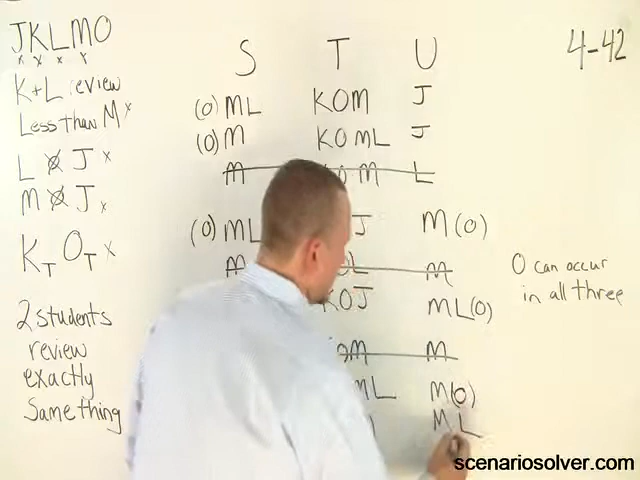 JKLMO
x x x x
K+L review
Less than M x
L J x
M J x
K T O T x
2 students
review
exactly
Same thing
4-42
S T U
(0) ML KOM J
(0) M KOML J
M OM L
(0) ML J M(0)
M OL M
KOJ ML(0)
OM M
ML M(0)
ML
O can occur
in all three
scenariosolver.com